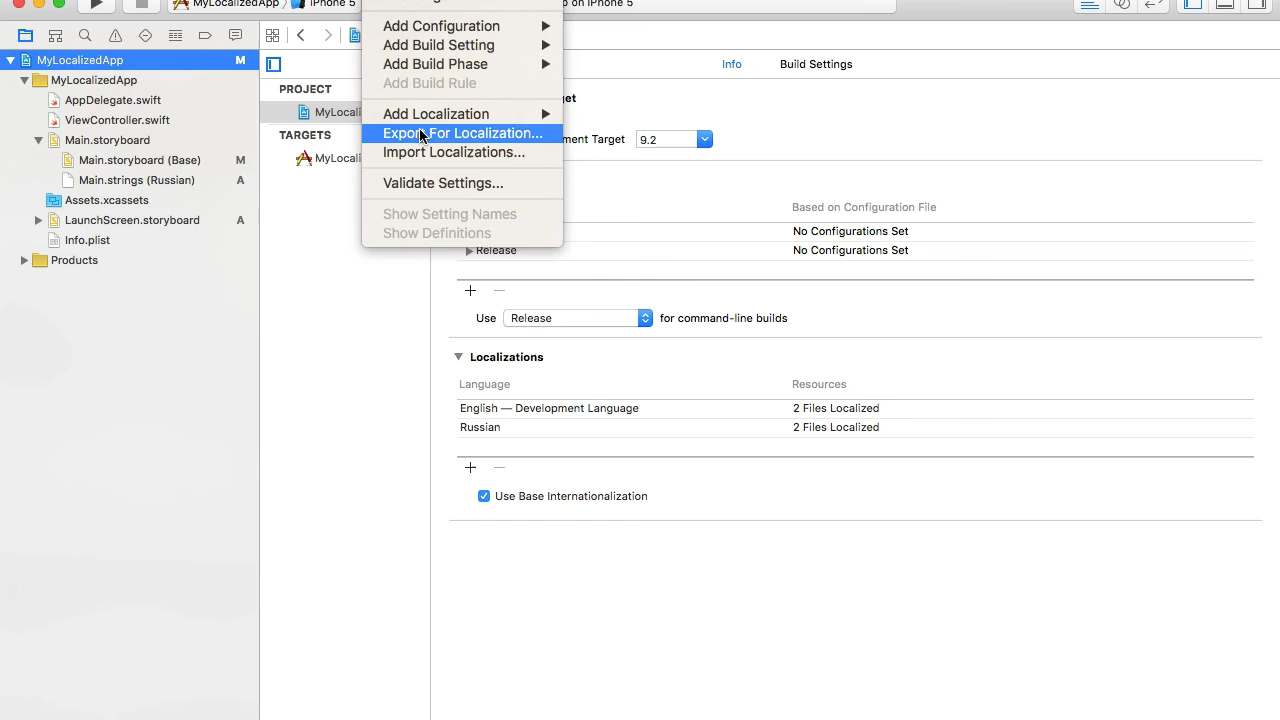 MyLocalizedApp
iPhone 5
on iPhone 5
Add Configuration
Add Build Setting
Add Build Phase
Add Build Rule
Add Localization
Export For Localization...
Import Localizations...
Validate Settings...
Show Setting Names
Show Definitions
MyLocalizedApp M
MyLocalizedApp
AppDelegate.swift
ViewController.swift
Main.storyboard
Main.storyboard (Base) M
Main.strings (Russian) A
Assets.xcassets
LaunchScreen.storyboard A
Info.plist
Products
PROJECT
MyLocali
TARGETS
MyLocali
Info Build Settings
get
ment Target 9.2
Based on Configuration File
No Configurations Set
Release No Configurations Set
Use Release for command-line builds
Localizations
Language Resources
English — Development Language 2 Files Localized
Russian 2 Files Localized
Use Base Internationalization